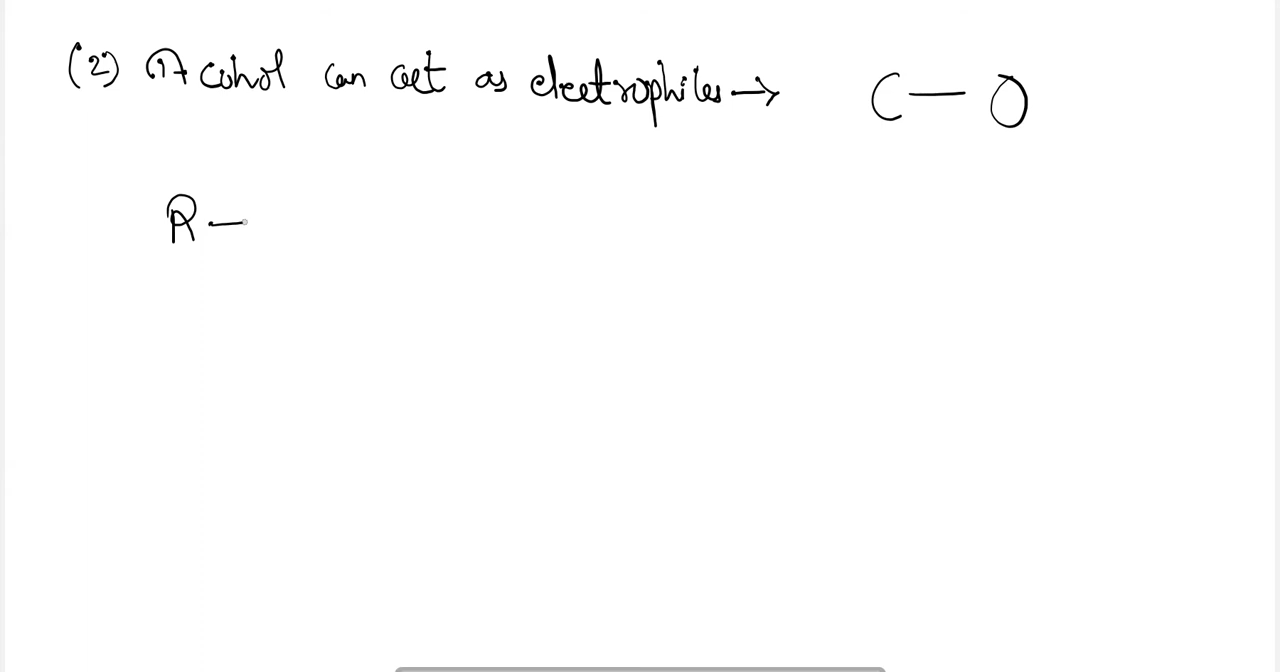 (2) Alcohol can act as electrophiles → C — O
R —